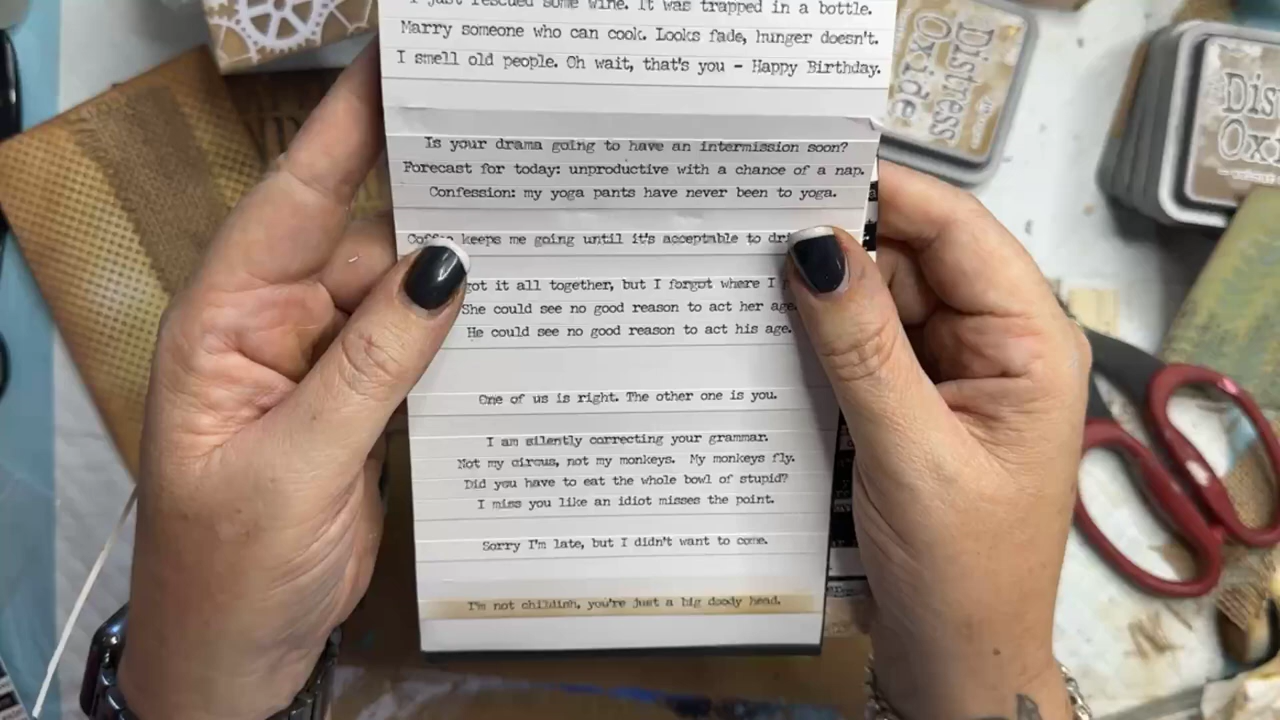 I just rescued some wine. It was trapped in a bottle.
Marry someone who can cook. Looks fade, hunger doesn't.
I smell old people. Oh wait, that's you - Happy Birthday.
Is your drama going to have an intermission soon?
Forecast for today: unproductive with a chance of a nap.
Confession: my yoga pants have never been to yoga.
Coffee keeps me going until it's acceptable to
got it all together, but I forgot where I
She could see no good reason to act her age.
He could see no good reason to act his age.
One of us is right. The other one is you.
I am silently correcting your grammar.
Not my circus, not my monkeys. My monkeys fly.
Did you have to eat the whole bowl of stupid?
I miss you like an idiot misses the point.
Sorry I'm late, but I didn't want to come.
I'm not childish, you're just a big doody head.
Distress
Oxide
Dis
Ox